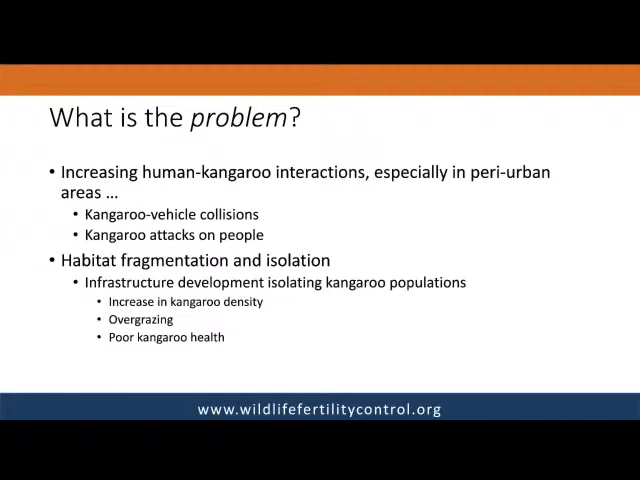 What is the problem?
• Increasing human-kangaroo interactions, especially in peri-urban
areas …
• Kangaroo-vehicle collisions
• Kangaroo attacks on people
• Habitat fragmentation and isolation
• Infrastructure development isolating kangaroo populations
• Increase in kangaroo density
• Overgrazing
• Poor kangaroo health
www.wildlifefertilitycontrol.org